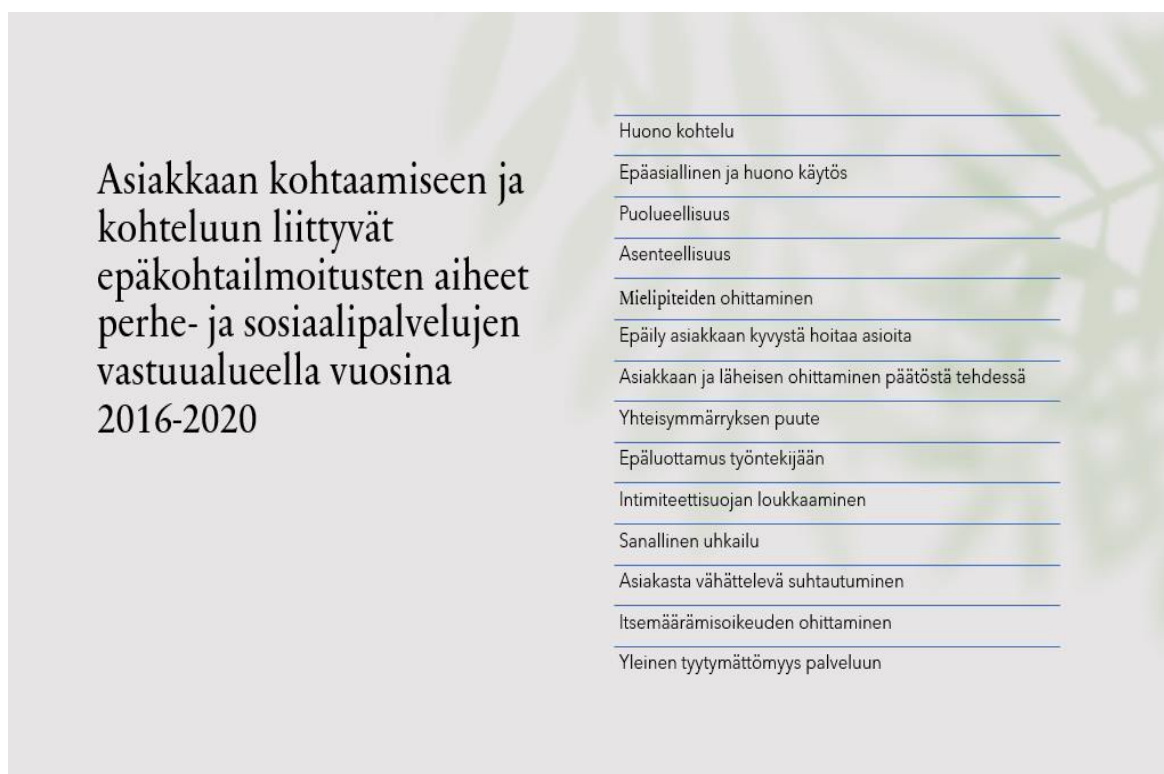 Asiakkaan kohtaamiseen ja
kohteluun liittyvät
epäkohtailmoitusten aiheet
perhe- ja sosiaalipalvelujen
vastuualueella vuosina
2016-2020
Huono kohtelu
Epäasiallinen ja huono käytös
Puolueellisuus
Asenteellisuus
Mielipiteiden ohittaminen
Epäily asiakkaan kyvystä hoitaa asioita
Asiakkaan ja läheisen ohittaminen päätöstä tehdessä
Yhteisymmärryksen puute
Epäluottamus työntekijään
Intimiteettisuojan loukkaaminen
Sanallinen uhkailu
Asiakasta vähättelevä suhtautuminen
Itsemäärämisoikeuden ohittaminen
Yleinen tyytymättömyys palveluun